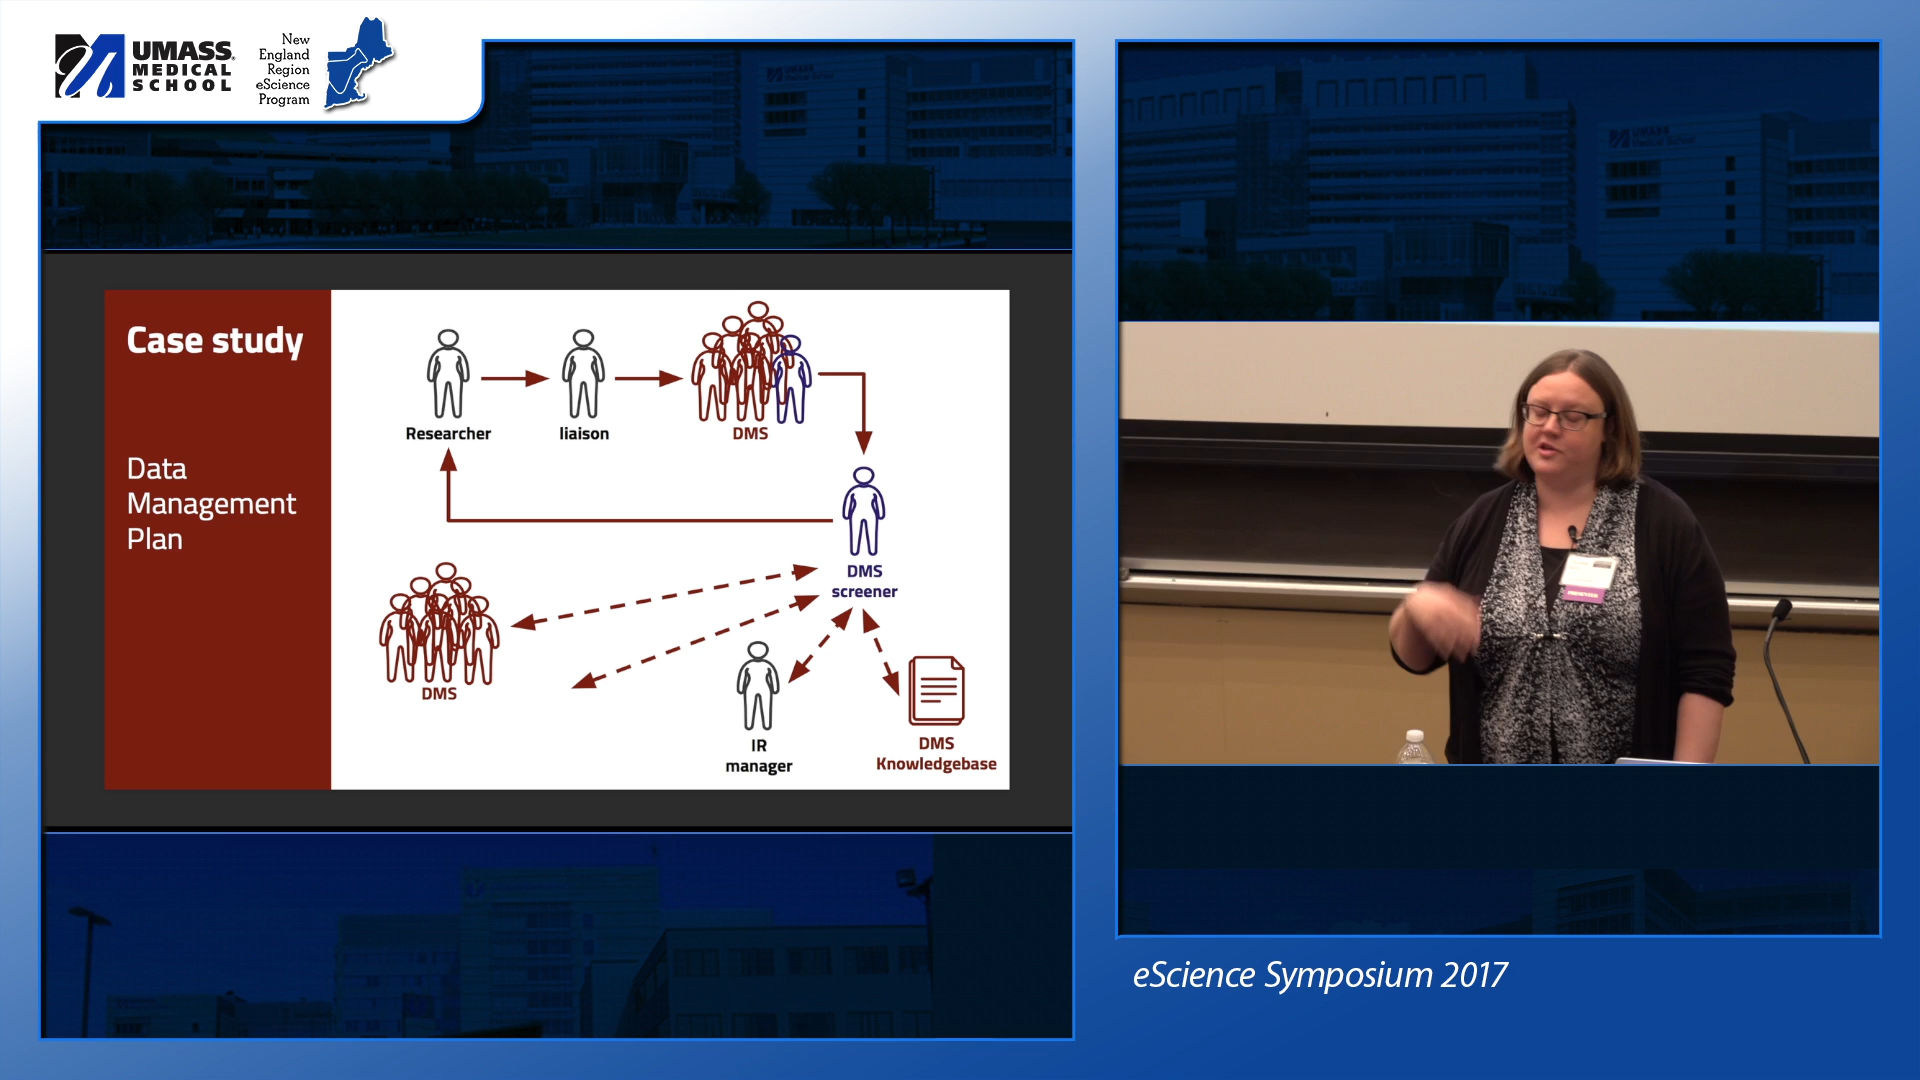 UMASS
MEDICAL
SCHOOL
New
England
Region
eScience
Program
Case study
Data
Management
Plan
Researcher
liaison
DMS
DMS
screener
DMS
IR
manager
DMS
Knowledgebase
eScience Symposium 2017